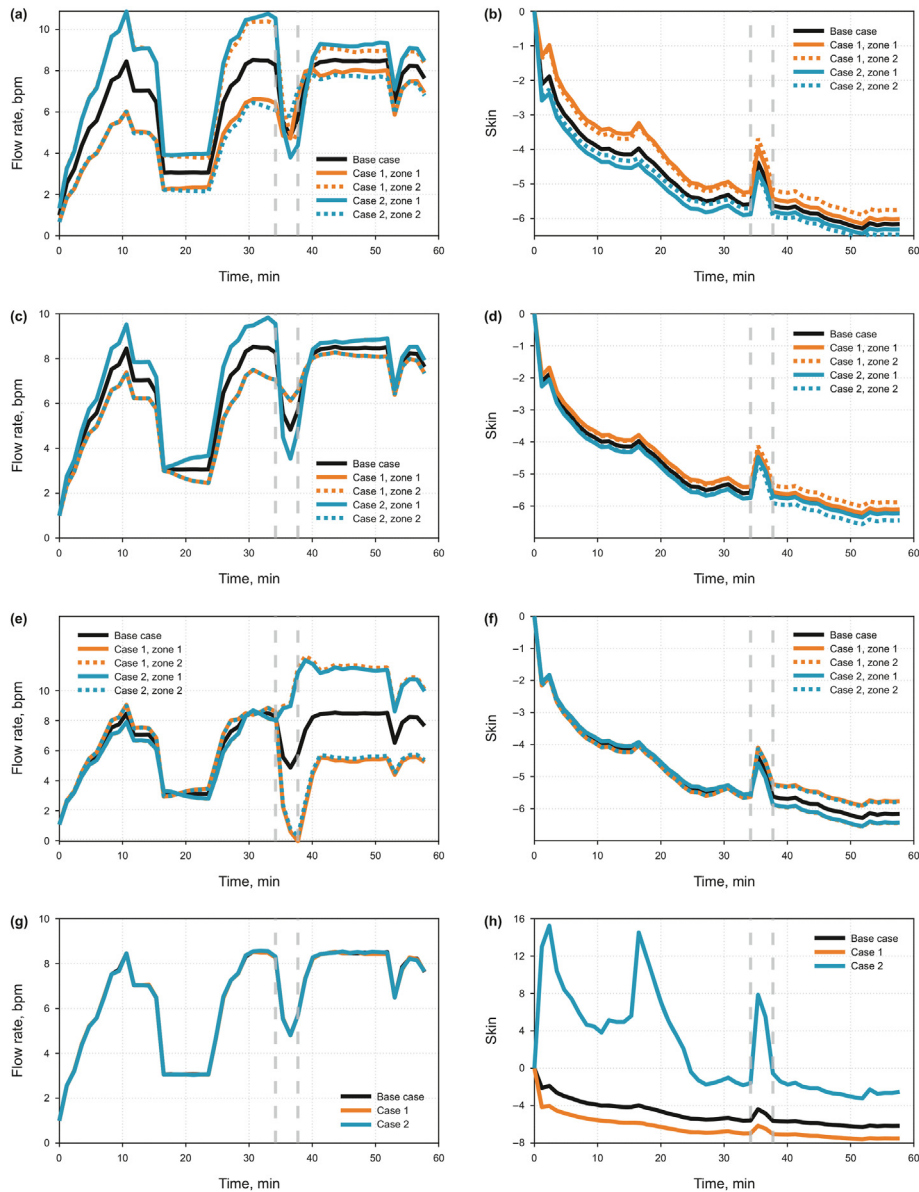 (a)
10
8
6
4
2
0
Flow rate, bpm
Base case
Case 1, zone 1
Case 1, zone 2
Case 2, zone 1
Case 2, zone 2
0 10 20 30 40 50 60
Time, min
(b)
0
−1
−2
−3
−4
−5
−6
Skin
Base case
Case 1, zone 1
Case 1, zone 2
Case 2, zone 1
Case 2, zone 2
0 10 20 30 40 50 60
Time, min
(c)
10
8
6
4
2
0
Flow rate, bpm
Base case
Case 1, zone 1
Case 1, zone 2
Case 2, zone 1
Case 2, zone 2
0 10 20 30 40 50 60
Time, min
(d)
0
−1
−2
−3
−4
−5
−6
Skin
Base case
Case 1, zone 1
Case 1, zone 2
Case 2, zone 1
Case 2, zone 2
0 10 20 30 40 50 60
Time, min
(e)
Base case
Case 1, zone 1
Case 1, zone 2
Case 2, zone 1
Case 2, zone 2
10
8
6
4
2
0
Flow rate, bpm
0 10 20 30 40 50 60
Time, min
(f)
0
−1
−2
−3
−4
−5
−6
Skin
Base case
Case 1, zone 1
Case 1, zone 2
Case 2, zone 1
Case 2, zone 2
0 10 20 30 40 50 60
Time, min
(g)
10
8
6
4
2
0
Flow rate, bpm
Base case
Case 1
Case 2
0 10 20 30 40 50 60
Time, min
(h)
16
12
8
4
0
−4
−8
Skin
Base case
Case 1
Case 2
0 10 20 30 40 50 60
Time, min